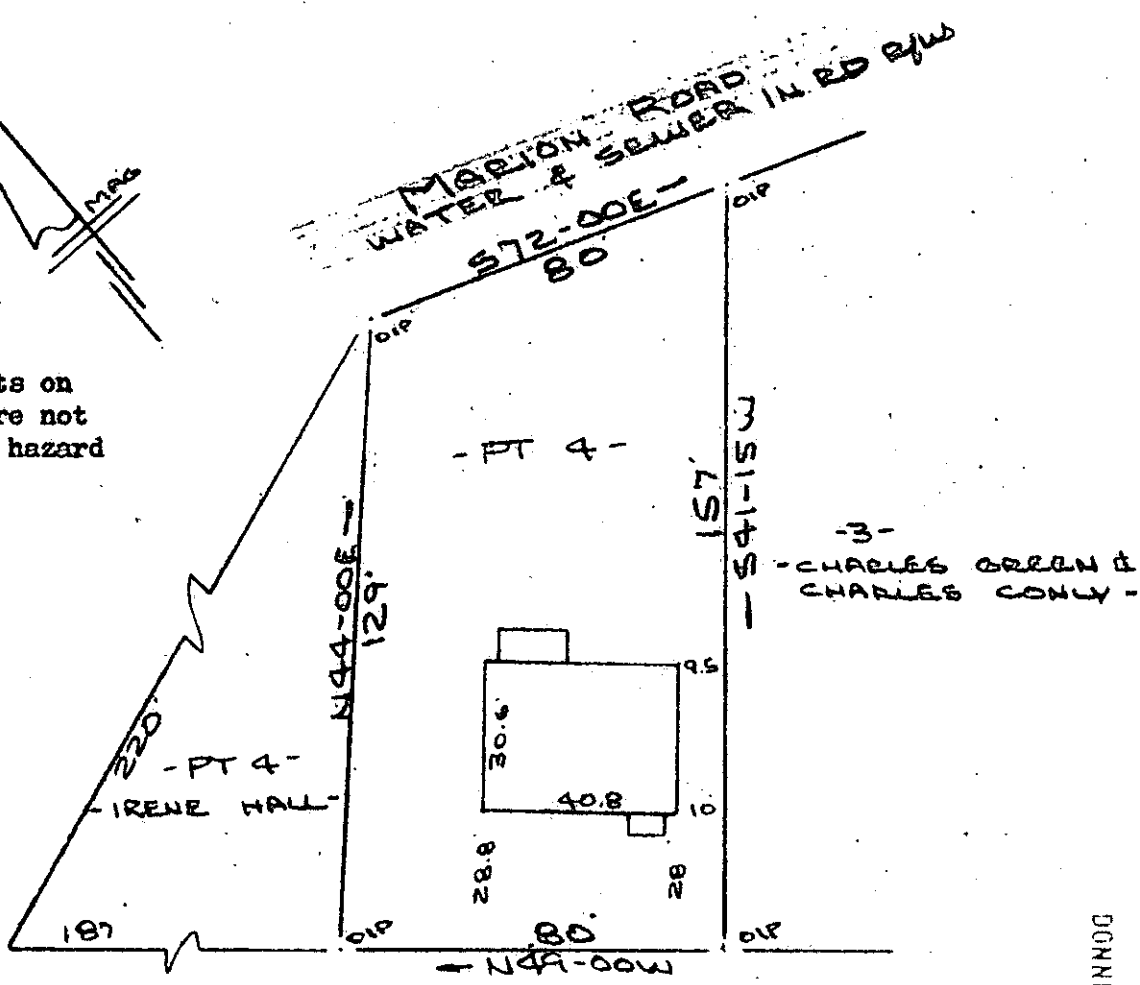 MARION ROAD
WATER & SEWER IN RD R/W
MAG
S72-00E
80'
OIP
OIP
ts on
re not
hazard
- PT 4 -
N44-00E
129'
157'
S41-15W
-3-
- CHARLES GREEN &
CHARLES CONLY -
9.5
30.6'
40.8
10
220'
- PT 4 -
- IRENE HALL -
28.8
28
187
OIP
80'
OIP
N49-00W
DONN